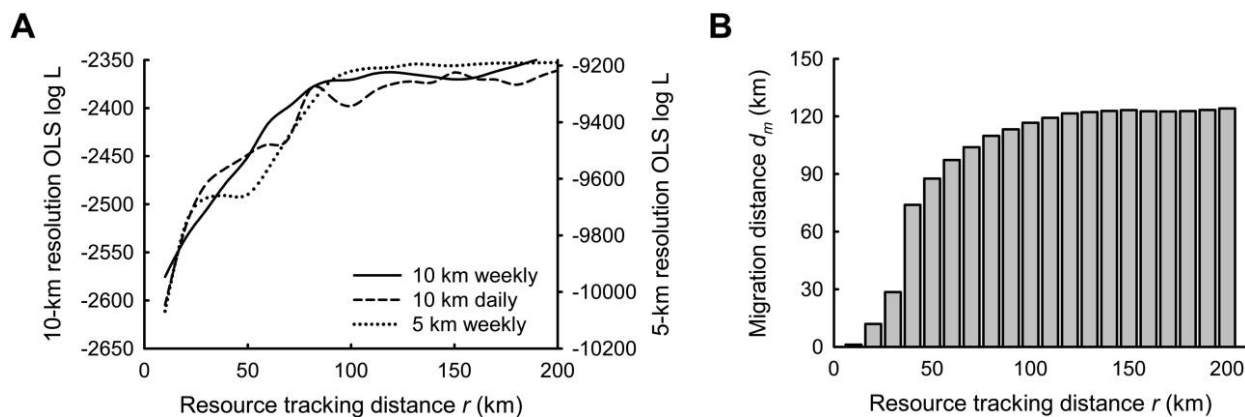 A
10-km resolution OLS log L
-2350
-2400
-2450
-2500
-2550
-2600
-2650
0
50
100
150
200
Resource tracking distance r (km)
-9200
-9400
-9600
-9800
-10000
-10200
5-km resolution OLS log L
10 km weekly
10 km daily
5 km weekly
B
Migration distance dm (km)
150
120
90
60
30
0
0
50
100
150
200
Resource tracking distance r (km)